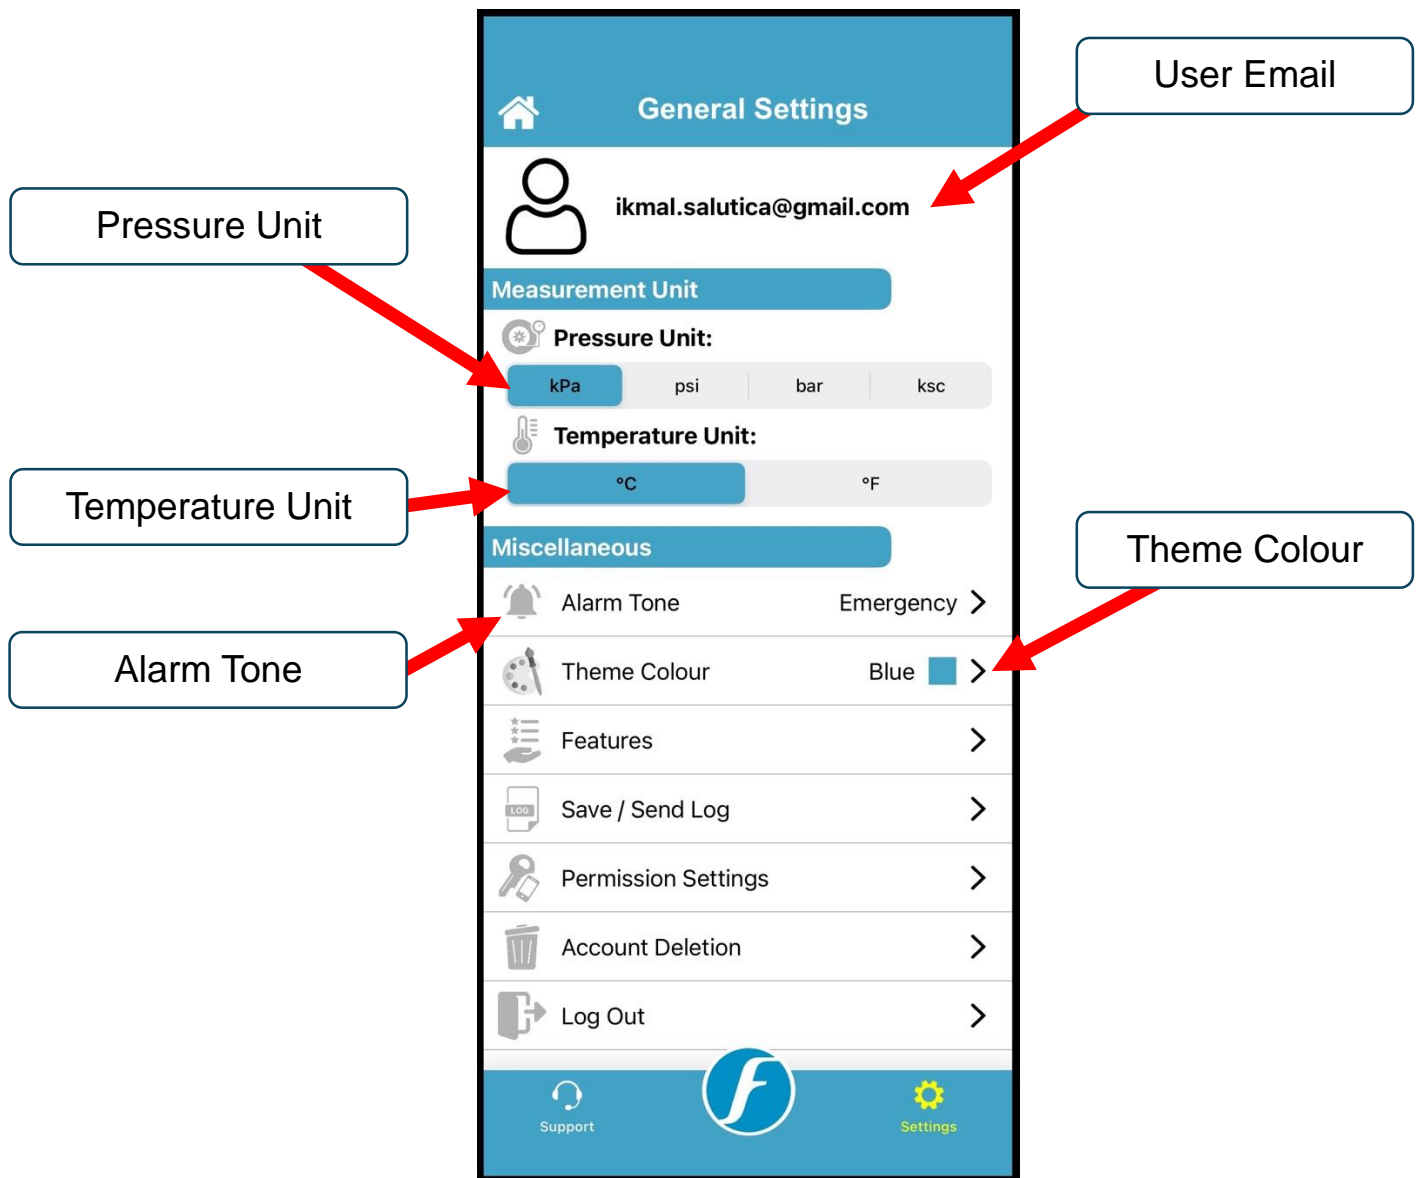 User Email
General Settings
ikmal.salutica@gmail.com
Pressure Unit
Measurement Unit
Pressure Unit:
kPa psi bar ksc
Temperature Unit:
°C °F
Temperature Unit
Miscellaneous
Theme Colour
Alarm Tone Emergency
Alarm Tone
Theme Colour Blue
Features
LOG
Save / Send Log
Permission Settings
Account Deletion
Log Out
f
Support Settings